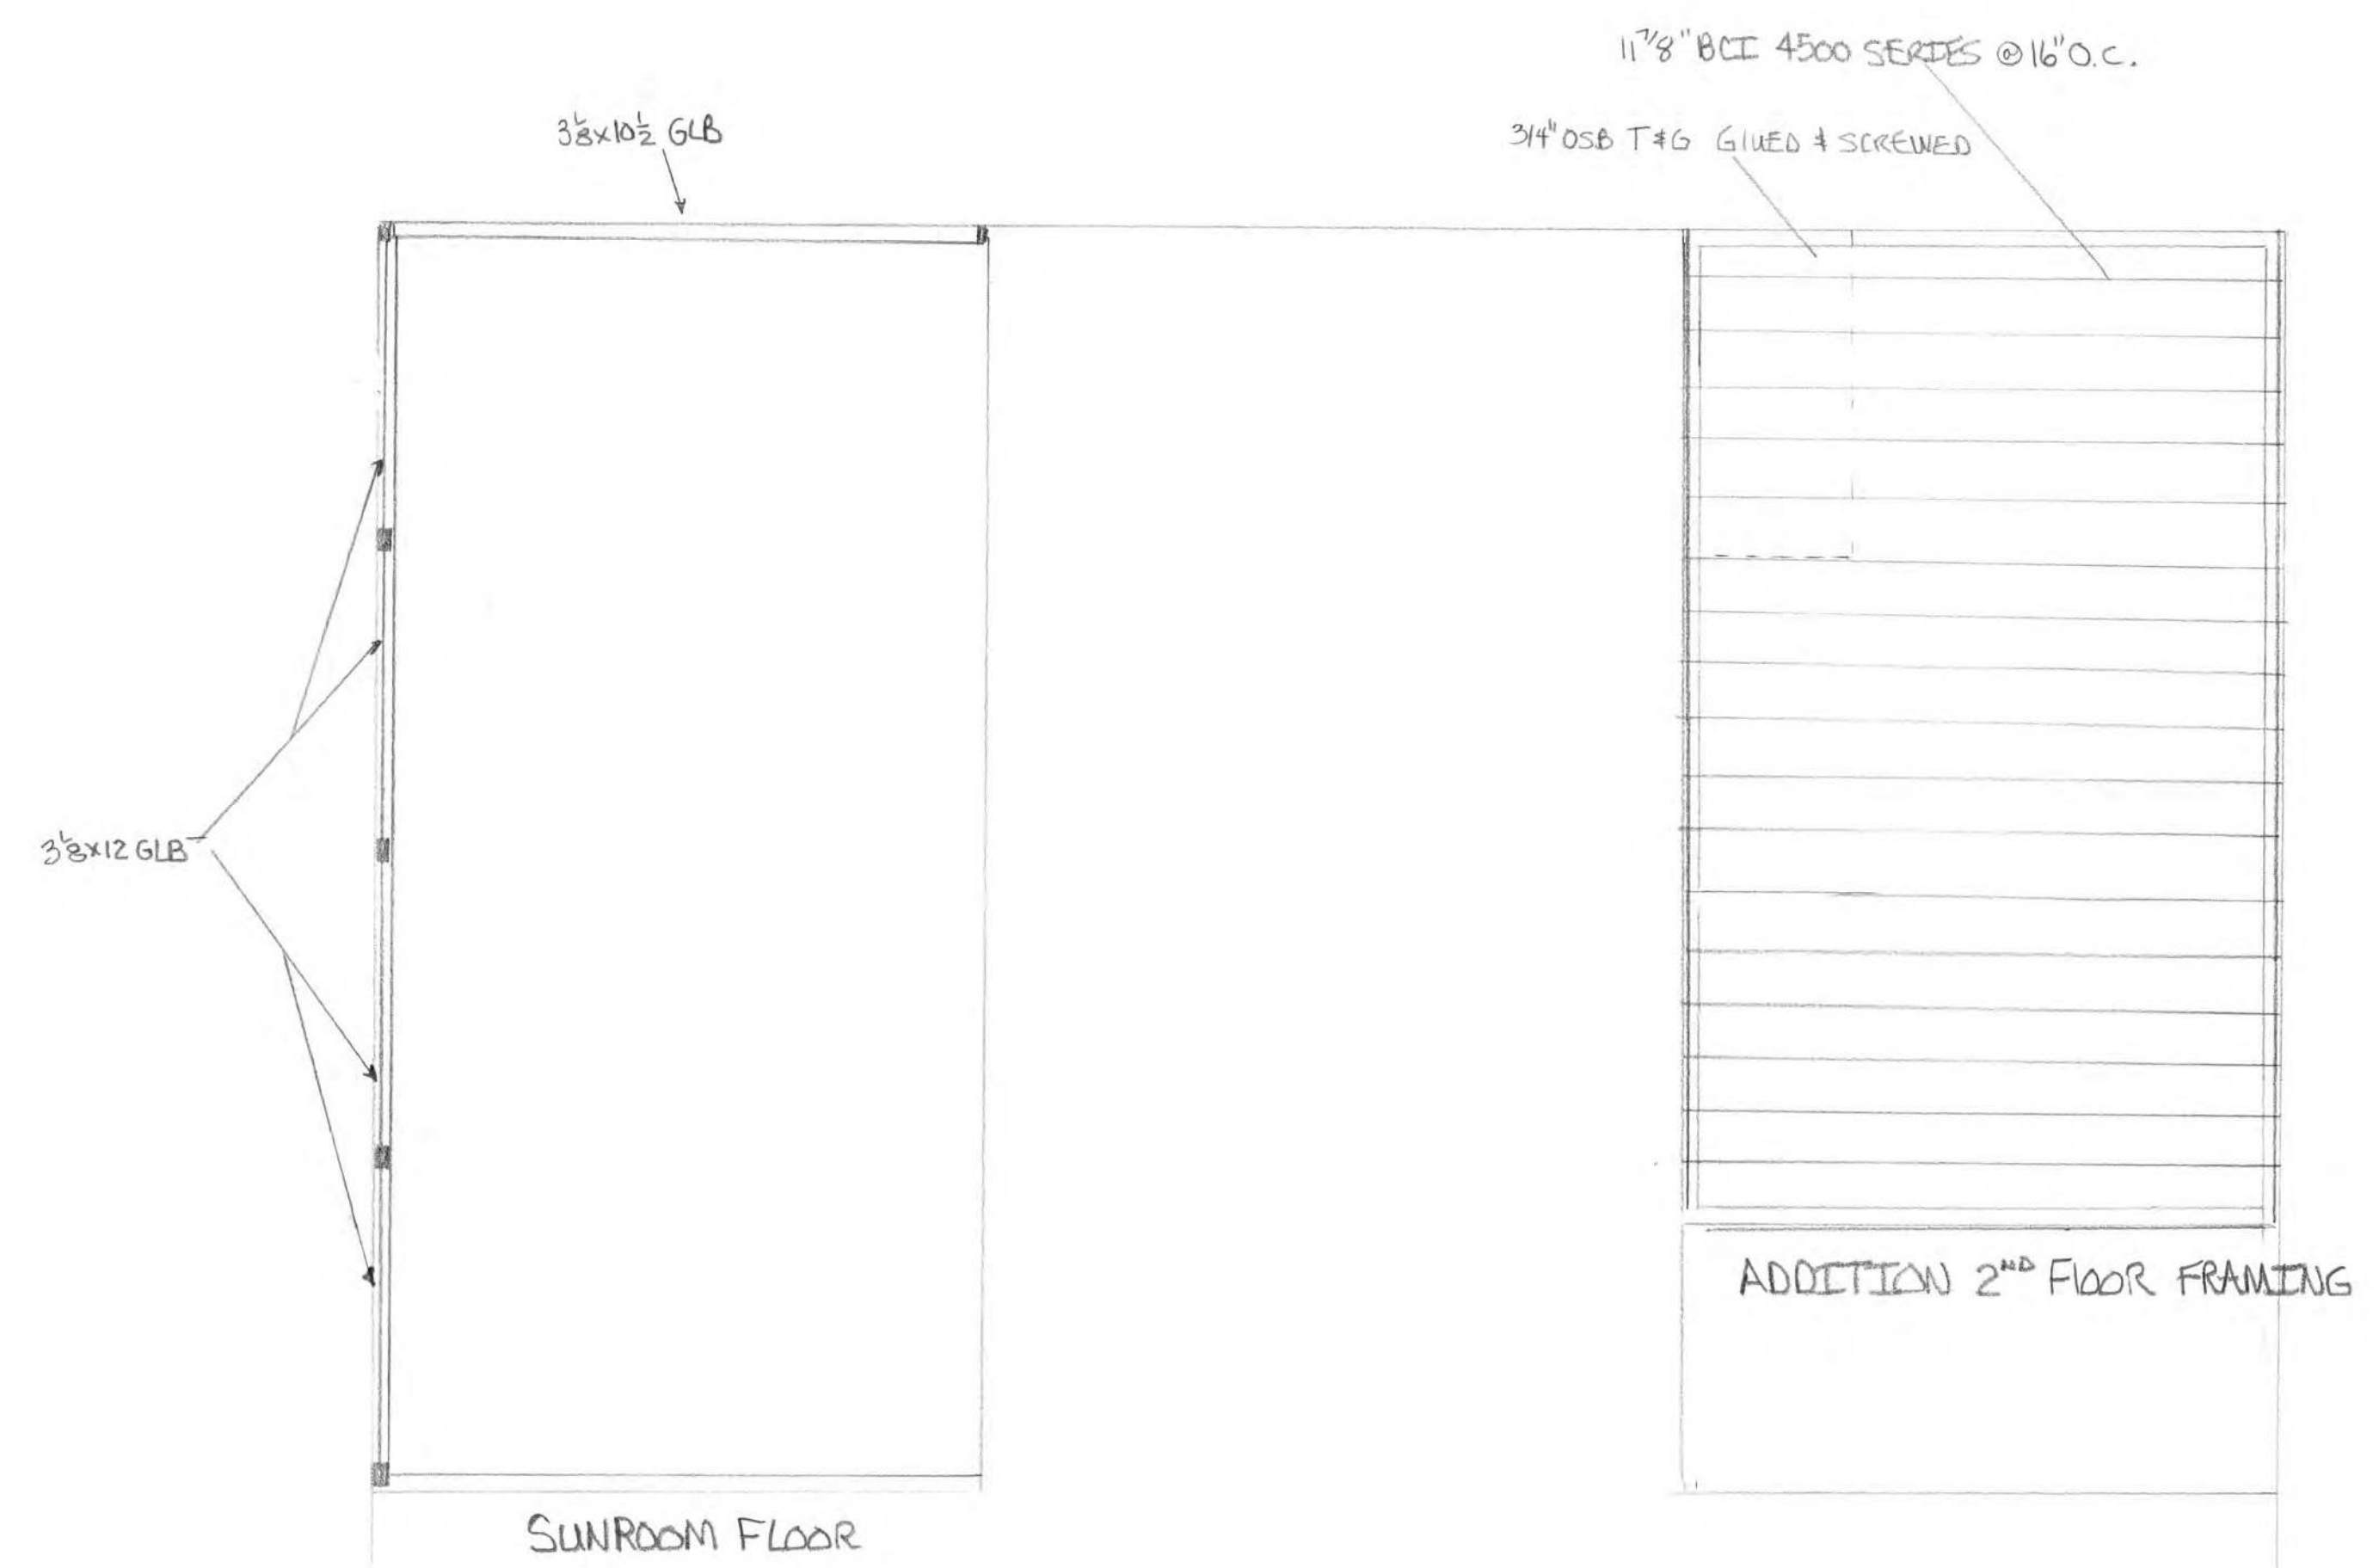 11 7/8" BCI 4500 SERIES @ 16" O.C.
3 1/8 x 10 1/2 GLB
3/4" OSB T & G GLUED & SCREWED
3 1/8 x 12 GLB
ADDITION 2ND FLOOR FRAMING
SUNROOM FLOOR